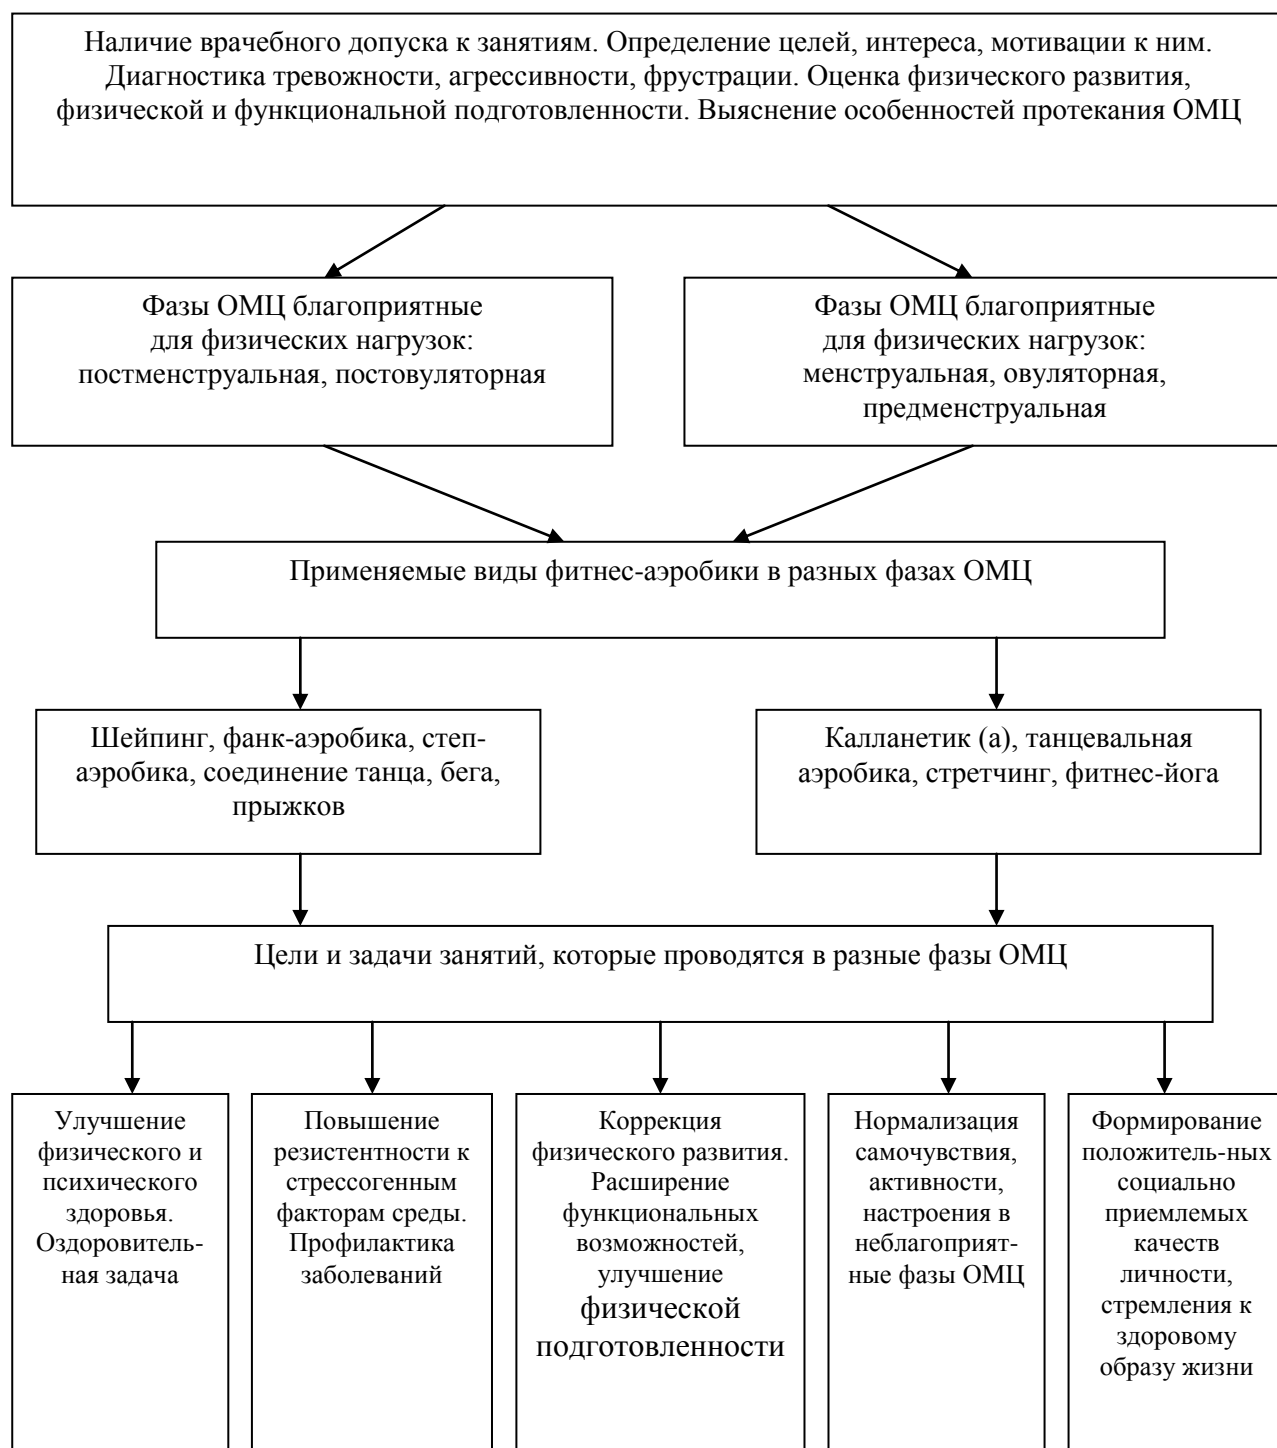 Наличие врачебного допуска к занятиям. Определение целей, интереса, мотивации к ним.
Диагностика тревожности, агрессивности, фрустрации. Оценка физического развития,
физической и функциональной подготовленности. Выяснение особенностей протекания ОМЦ
Фазы ОМЦ благоприятные
для физических нагрузок:
постменструальная, постовуляторная
Фазы ОМЦ благоприятные
для физических нагрузок:
менструальная, овуляторная,
предменструальная
Применяемые виды фитнес-аэробики в разных фазах ОМЦ
Шейпинг, фанк-аэробика, степ-
аэробика, соединение танца, бега,
прыжков
Калланетик (а), танцевальная
аэробика, стретчинг, фитнес-йога
Цели и задачи занятий, которые проводятся в разные фазы ОМЦ
Улучшение
физического и
психического
здоровья.
Оздоровитель-
ная задача
Повышение
резистентности к
стрессогенным
факторам среды.
Профилактика
заболеваний
Коррекция
физического развития.
Расширение
функциональных
возможностей,
улучшение
физической
подготовленности
Нормализация
самочувствия,
активности,
настроения в
неблагоприят-
ные фазы ОМЦ
Формирование
положитель-ных
социально
приемлемых
качеств
личности,
стремления к
здоровому
образу жизни